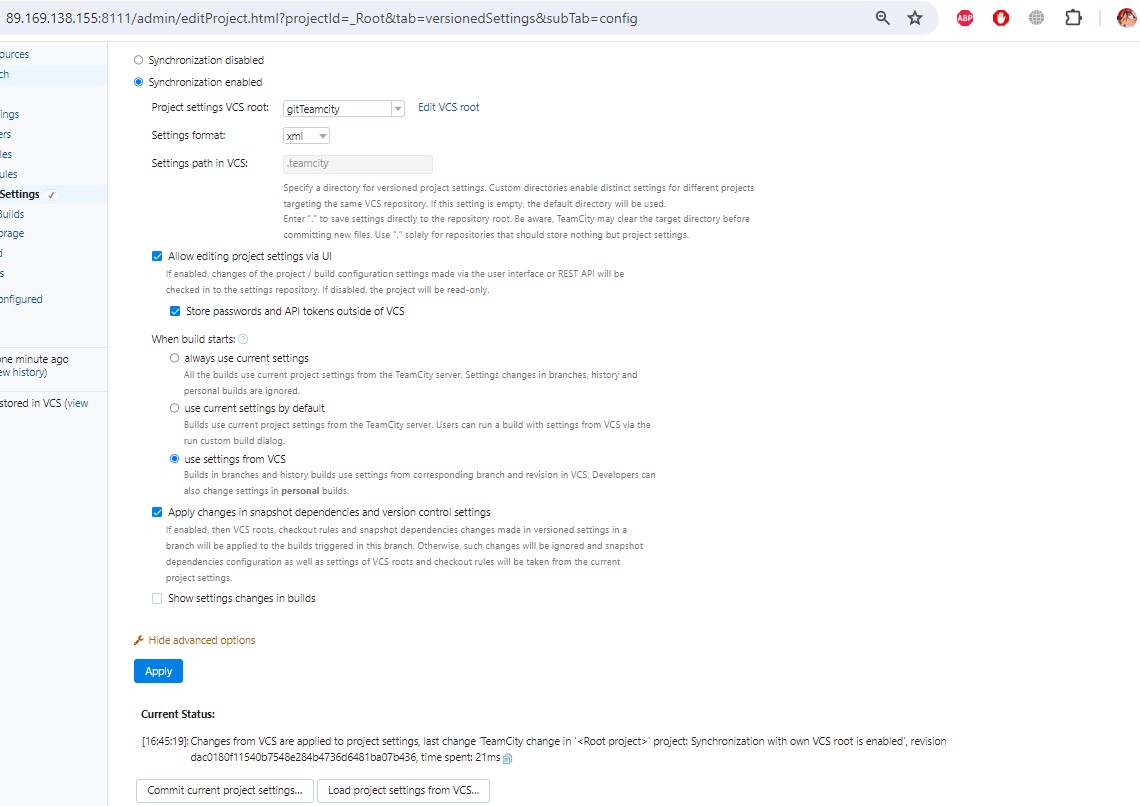 89.169.138.155:8111/admin/editProject.html?projectId=_Root&tab=versionedSettings&subTab=config
ABP
ources
ch
ings
ers
les
ules
Settings ✓
Builds
orage
d
s
onfigured
one minute ago
ew history)
stored in VCS (view
Synchronization disabled
Synchronization enabled
Project settings VCS root: gitTeamcity Edit VCS root
Settings format: xml
Settings path in VCS: .teamcity
Specify a directory for versioned project settings. Custom directories enable distinct settings for different projects
targeting the same VCS repository. If this setting is empty, the default directory will be used.
Enter "." to save settings directly to the repository root. Be aware, TeamCity may clear the target directory before
committing new files. Use "." solely for repositories that should store nothing but project settings.
Allow editing project settings via UI
If enabled, changes of the project / build configuration settings made via the user interface or REST API will be
checked in to the settings repository. If disabled, the project will be read-only.
Store passwords and API tokens outside of VCS
When build starts: ?
always use current settings
All the builds use current project settings from the TeamCity server. Settings changes in branches, history and
personal builds are ignored.
use current settings by default
Builds use current project settings from the TeamCity server. Users can run a build with settings from VCS via the
run custom build dialog.
use settings from VCS
Builds in branches and history builds use settings from corresponding branch and revision in VCS. Developers can
also change settings in personal builds.
Apply changes in snapshot dependencies and version control settings
If enabled, then VCS roots, checkout rules and snapshot dependencies changes made in versioned settings in a
branch will be applied to the builds triggered in this branch. Otherwise, such changes will be ignored and snapshot
dependencies configuration as well as settings of VCS roots and checkout rules will be taken from the current
project settings.
Show settings changes in builds
Hide advanced options
Apply
Current Status:
[16:45:19]: Changes from VCS are applied to project settings, last change 'TeamCity change in '<Root project>' project: Synchronization with own VCS root is enabled', revision
dac0180f11540b7548e284b4736d6481ba07b436, time spent: 21ms
Commit current project settings... Load project settings from VCS...